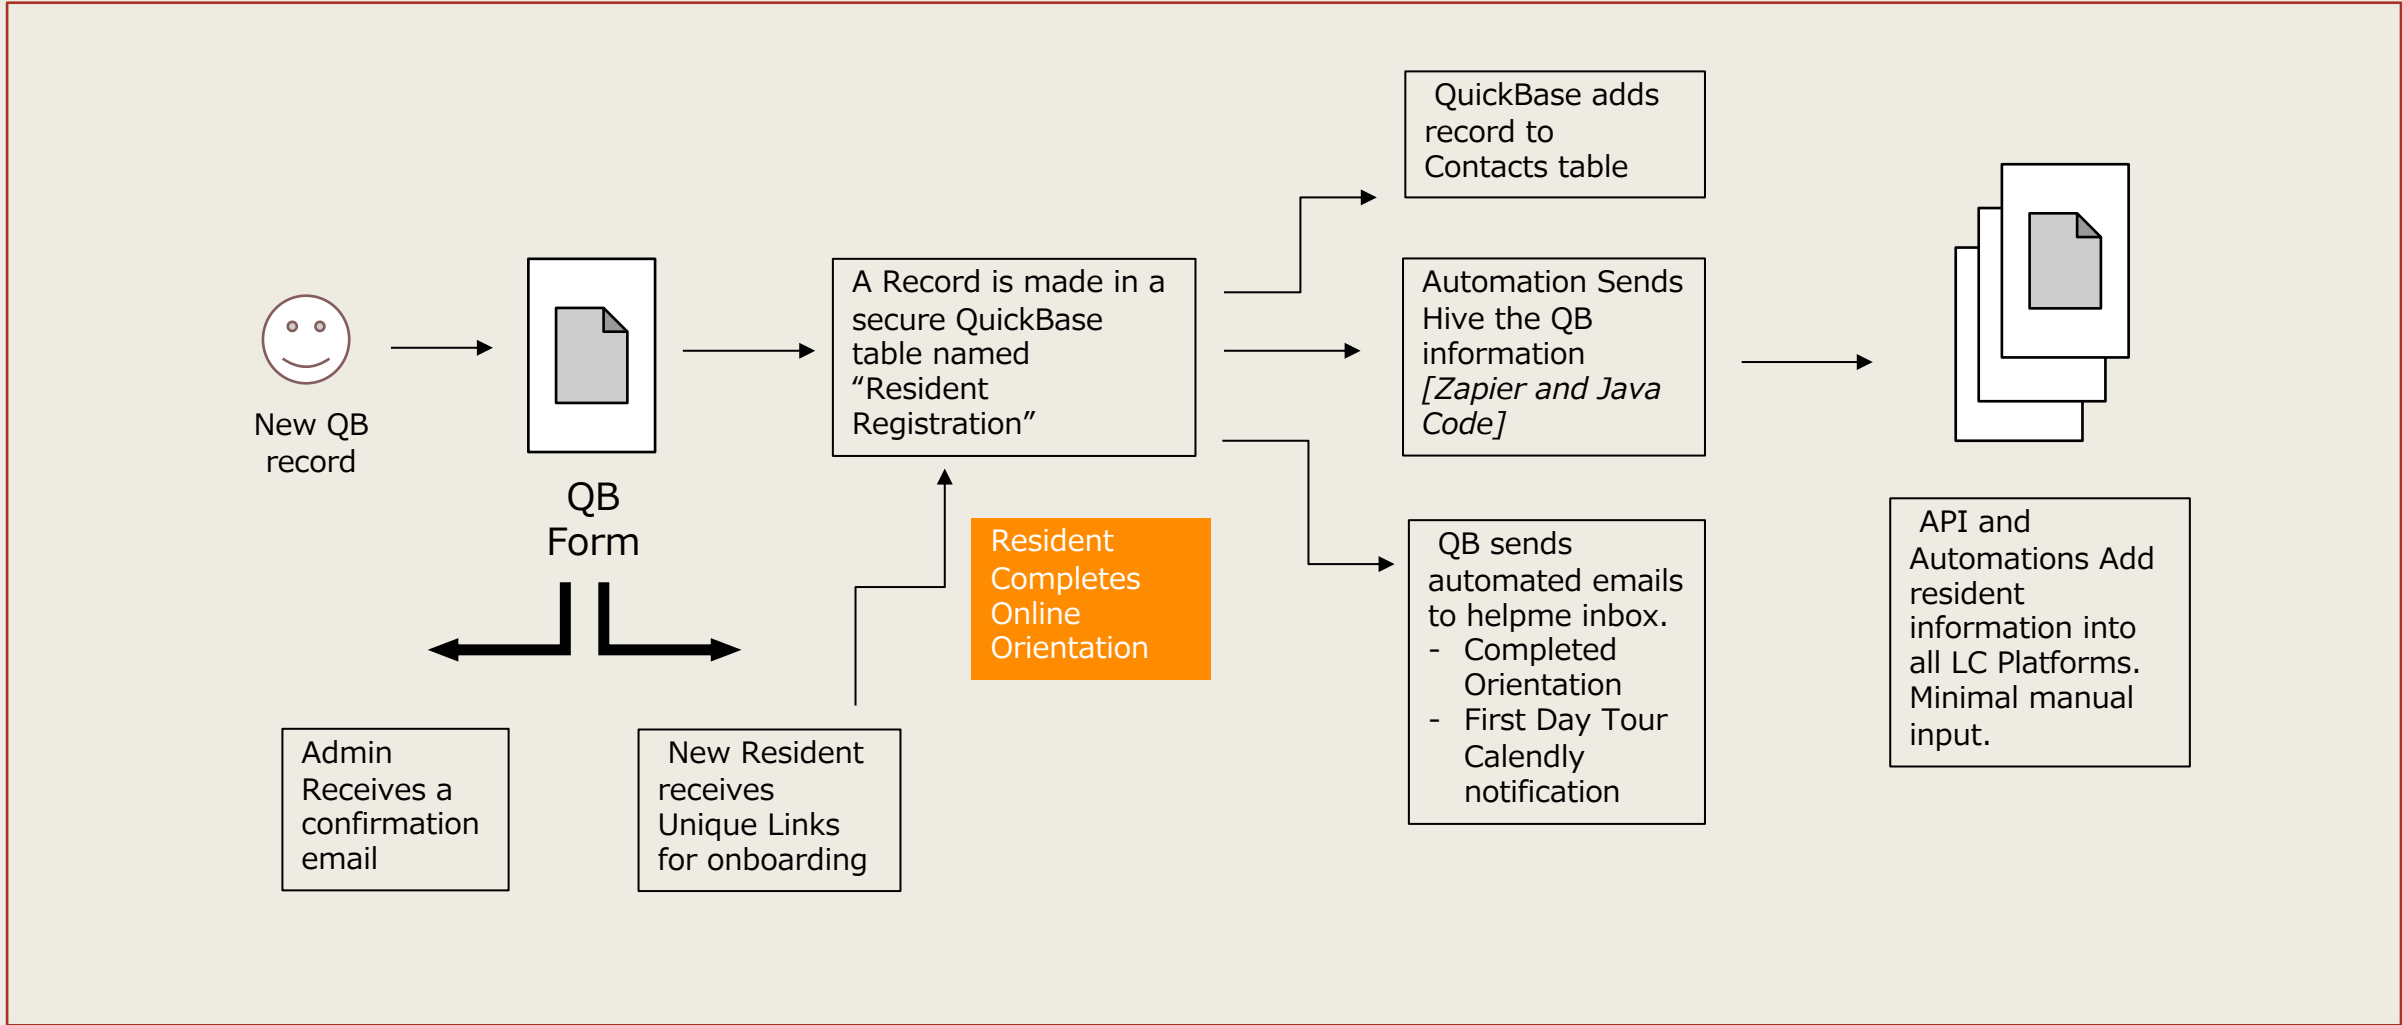 New QB
record
QB
Form
Admin
Receives a
confirmation
email
New Resident
receives
Unique Links
for onboarding
A Record is made in a
secure QuickBase
table named
“Resident
Registration”
Resident
Completes
Online
Orientation
QuickBase adds
record to
Contacts table
Automation Sends
Hive the QB
information
[Zapier and Java
Code]
QB sends
automated emails
to helpme inbox.
- Completed
Orientation
- First Day Tour
Calendly
notification
API and
Automations Add
resident
information into
all LC Platforms.
Minimal manual
input.